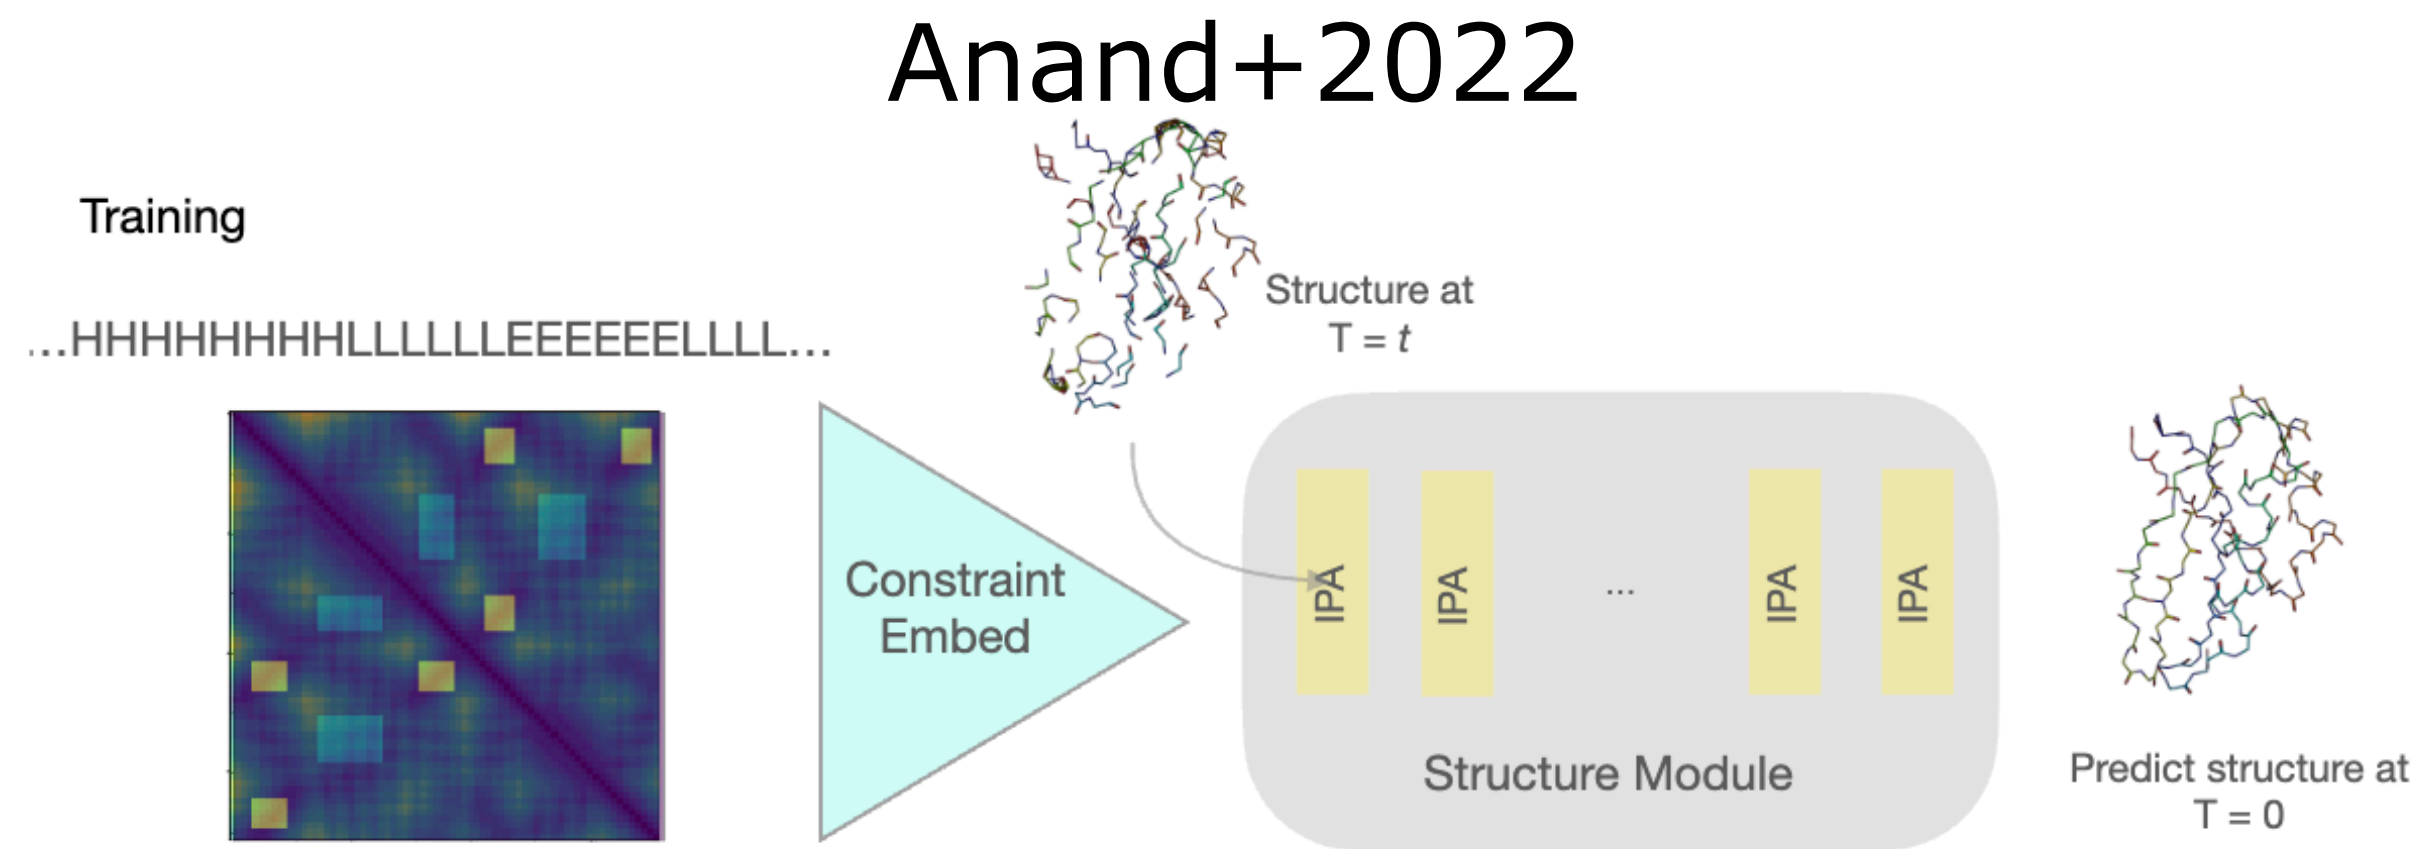 Anand+2022
Training
...HHHHHHHHLLLLLLEEEEEELLLL...
Structure at
T = t
Constraint
Embed
IPA
IPA
...
IPA
IPA
Structure Module
Predict structure at
T = 0